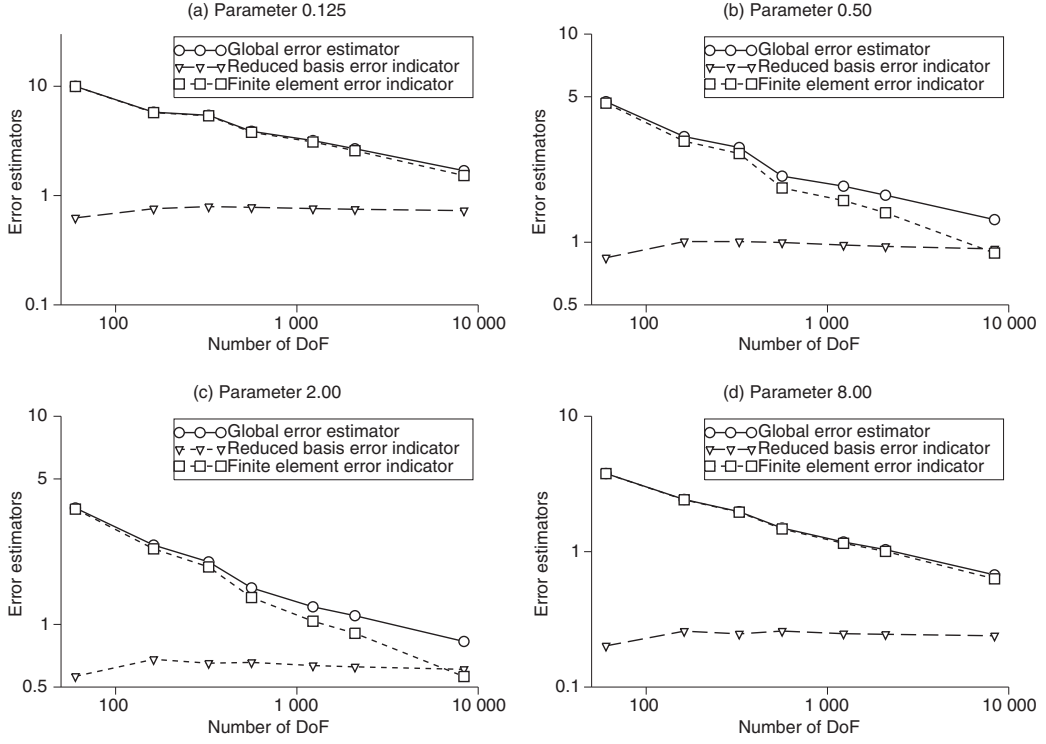 (a) Parameter 0.125
Global error estimator
Reduced basis error indicator
Finite element error indicator
10
1
0.1
Error estimators
100
1 000
10 000
Number of DoF
(b) Parameter 0.50
Global error estimator
Reduced basis error indicator
Finite element error indicator
10
5
1
0.5
Error estimators
100
1 000
10 000
Number of DoF
(c) Parameter 2.00
Global error estimator
Reduced basis error indicator
Finite element error indicator
10
5
1
0.5
Error estimators
100
1 000
10 000
Number of DoF
(d) Parameter 8.00
Global error estimator
Reduced basis error indicator
Finite element error indicator
10
1
0.1
Error estimators
100
1 000
10 000
Number of DoF